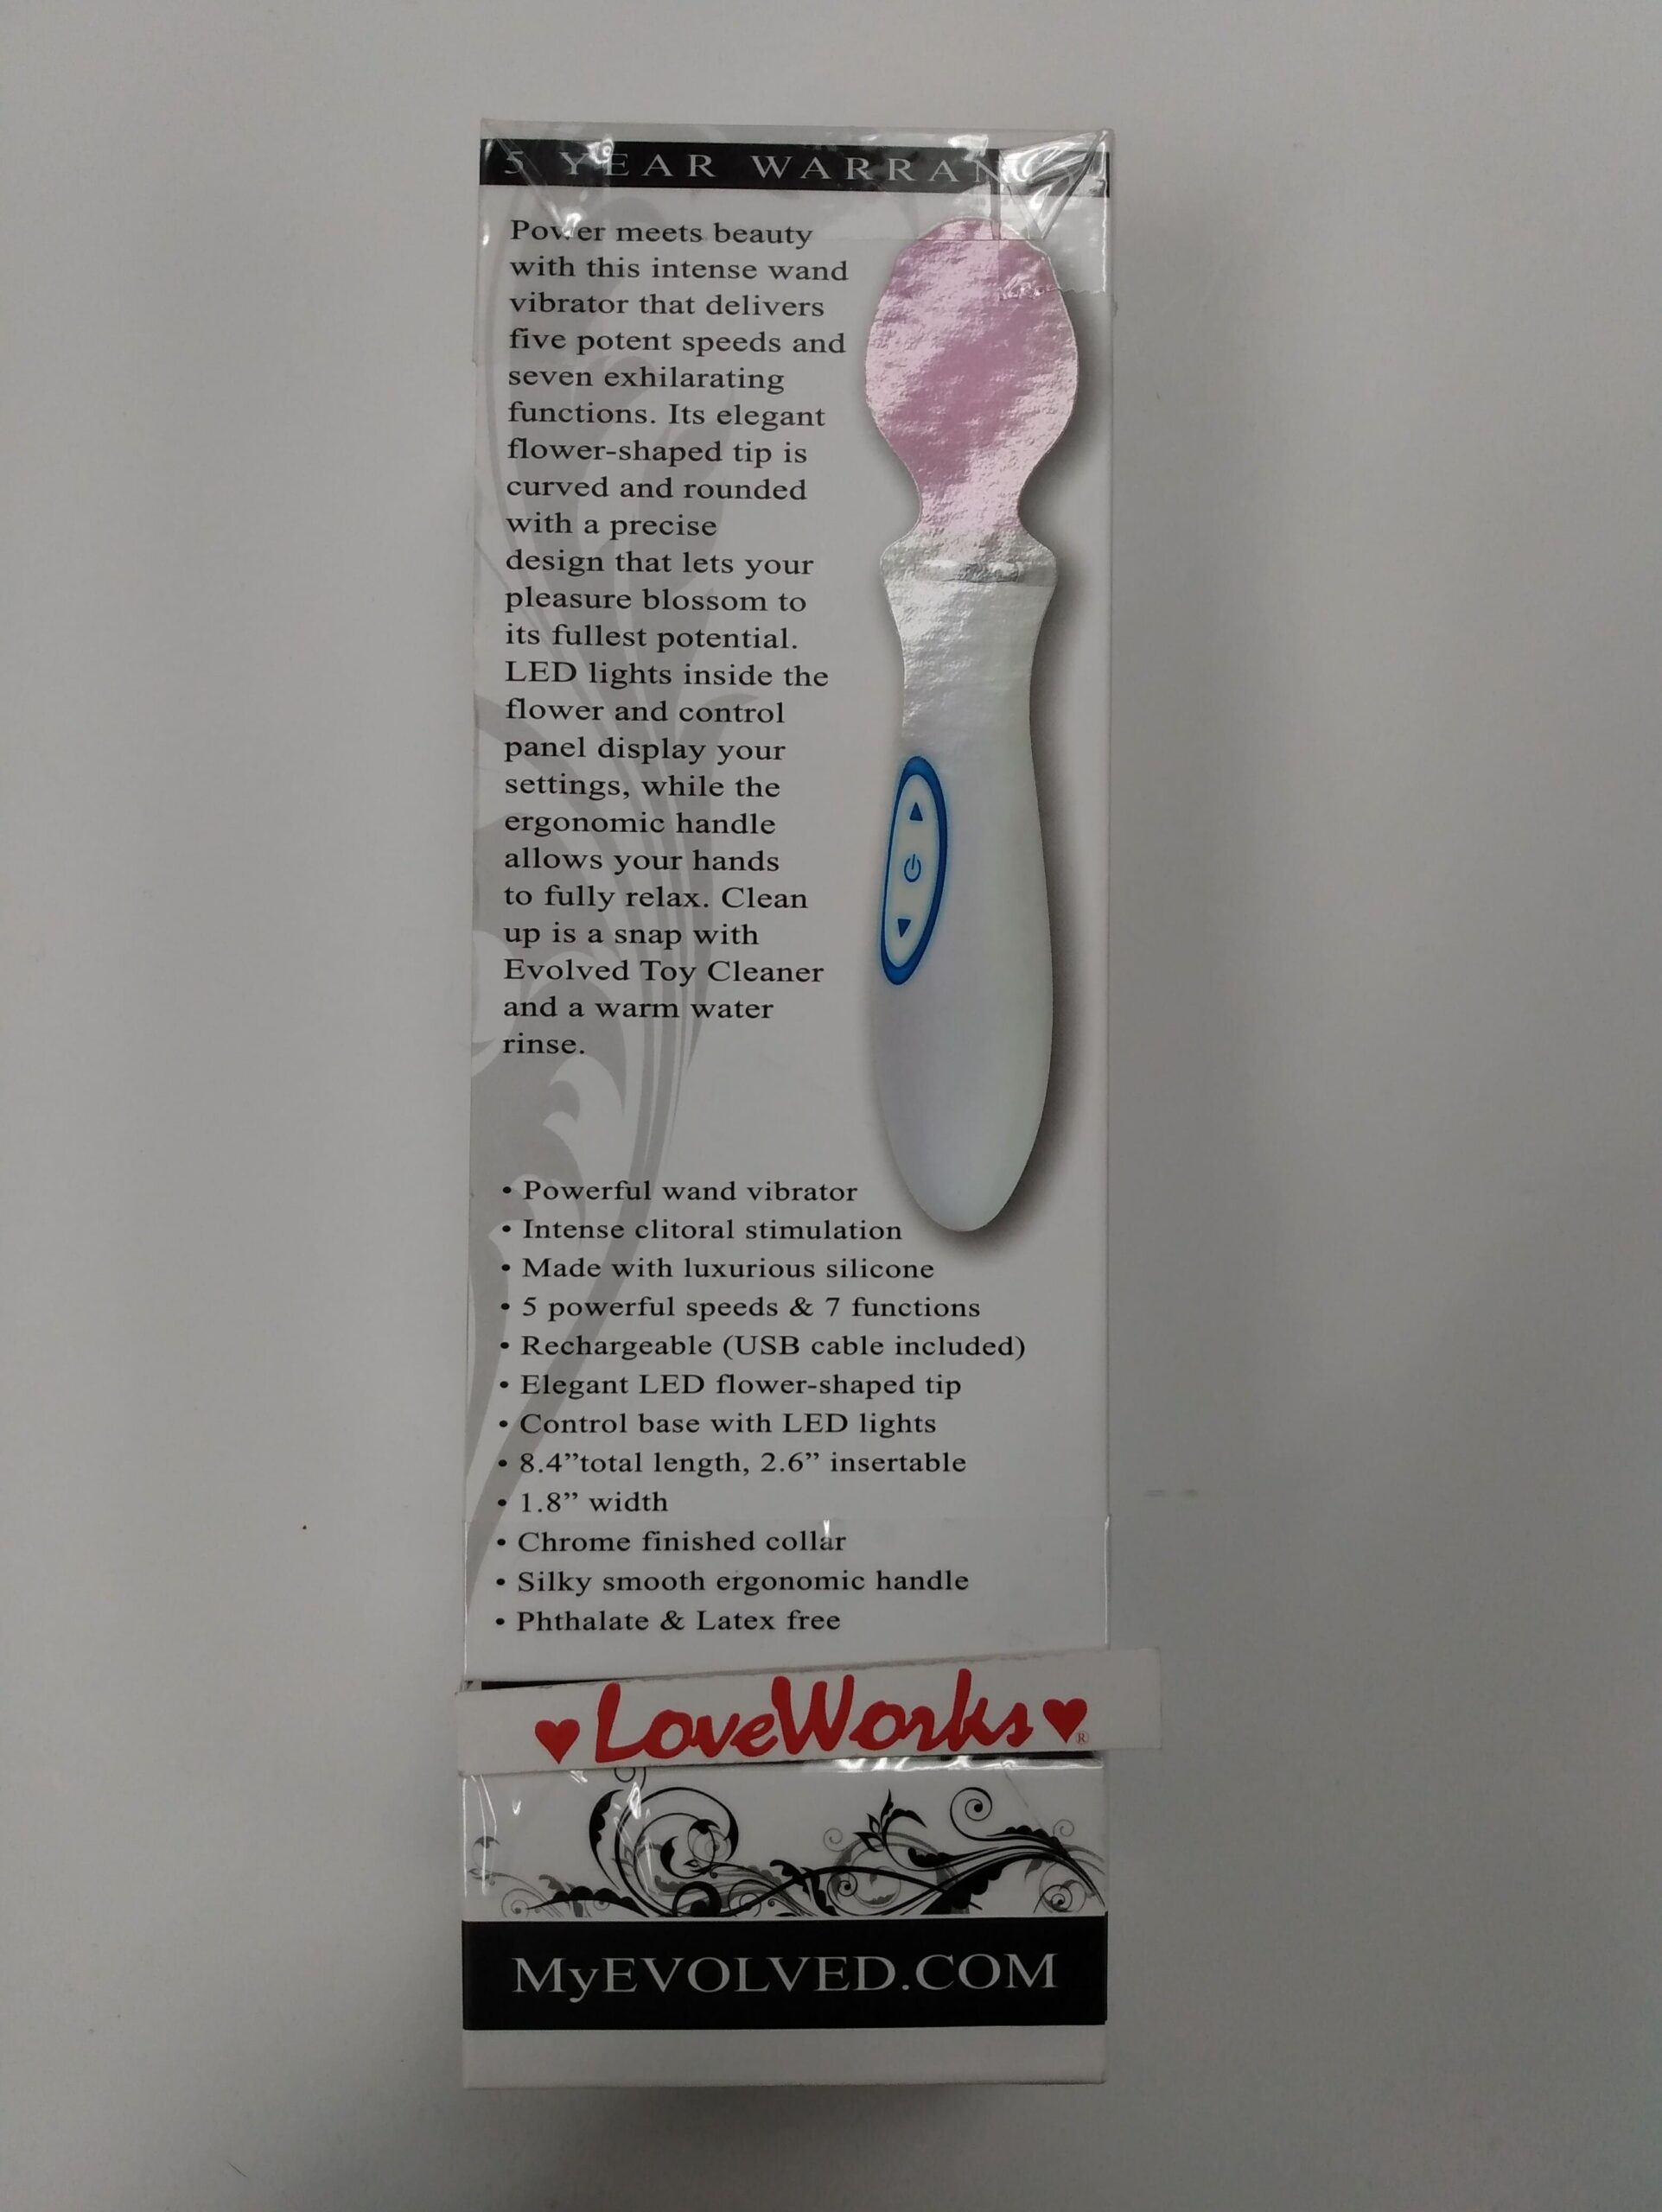 5 YEAR WARRANTY
Power meets beauty
with this intense wand
vibrator that delivers
five potent speeds and
seven exhilarating
functions. Its elegant
flower-shaped tip is
curved and rounded
with a precise
design that lets your
pleasure blossom to
its fullest potential.
LED lights inside the
flower and control
panel display your
settings, while the
ergonomic handle
allows your hands
to fully relax. Clean
up is a snap with
Evolved Toy Cleaner
and a warm water
rinse.
• Powerful wand vibrator
• Intense clitoral stimulation
• Made with luxurious silicone
• 5 powerful speeds & 7 functions
• Rechargeable (USB cable included)
• Elegant LED flower-shaped tip
• Control base with LED lights
• 8.4”total length, 2.6” insertable
• 1.8” width
• Chrome finished collar
• Silky smooth ergonomic handle
• Phthalate & Latex free
♥LoveWorks♥®
MyEVOLVED.COM